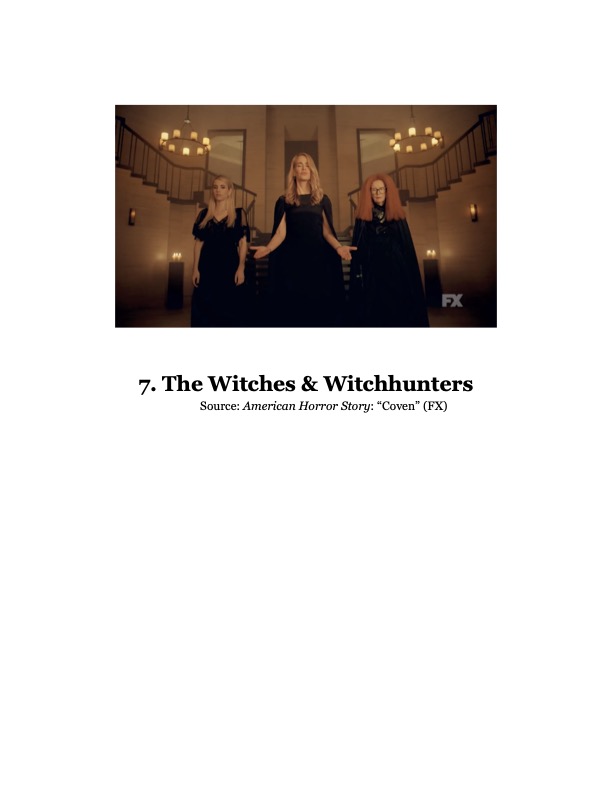 FX
7. The Witches & Witchhunters
Source: American Horror Story: “Coven” (FX)